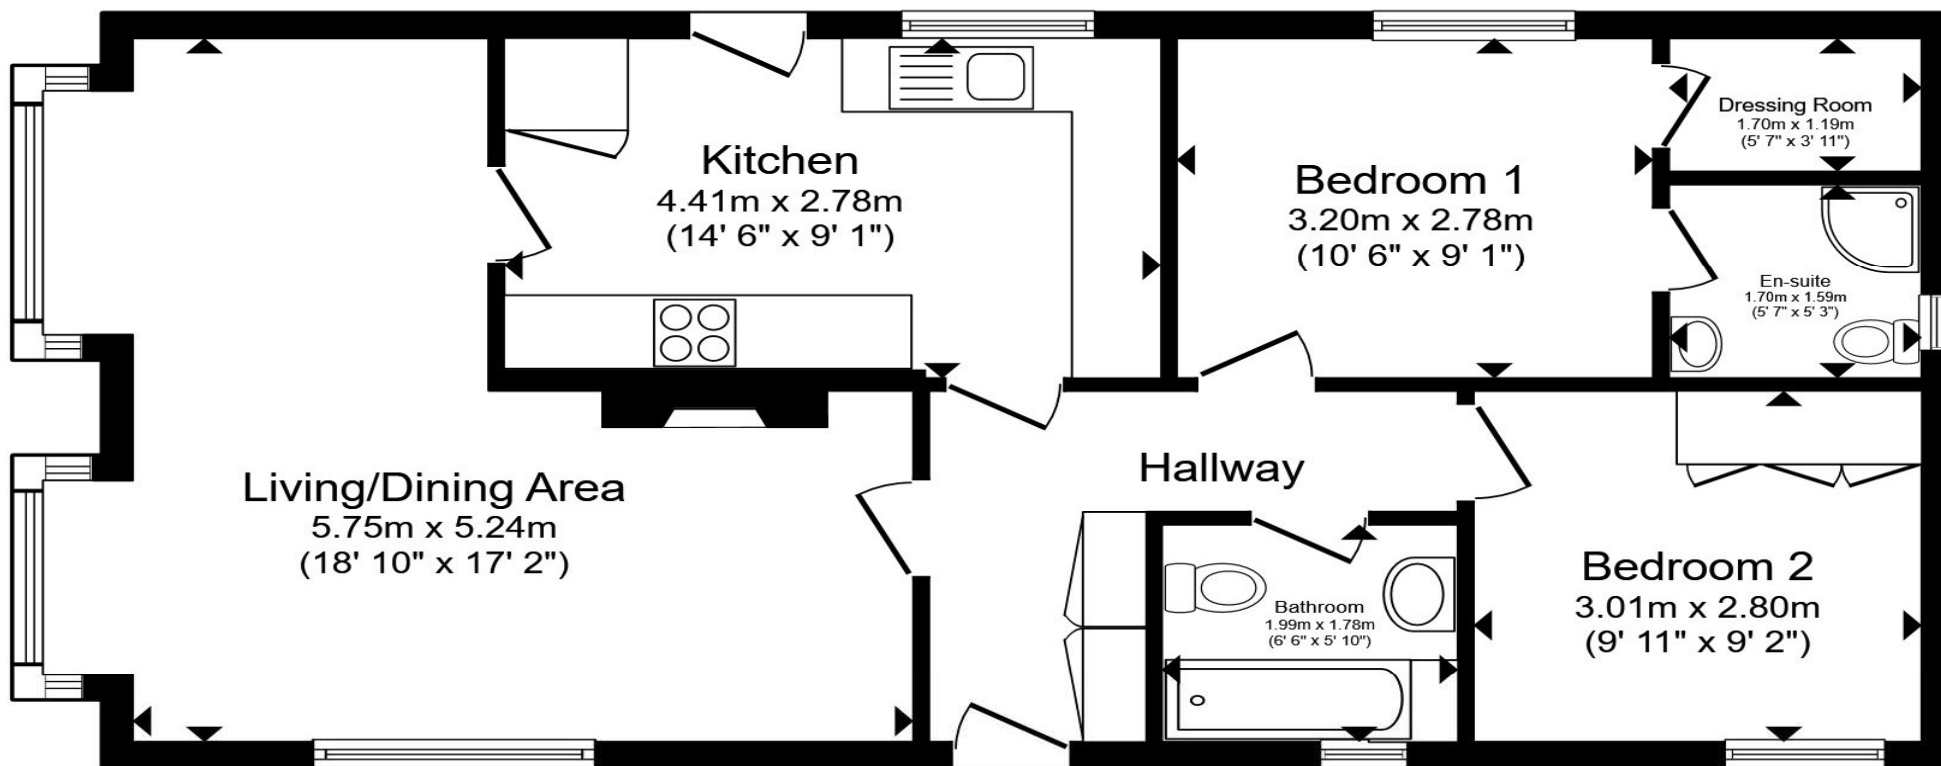 Kitchen
4.41m x 2.78m
(14' 6" x 9' 1")
Bedroom 1
3.20m x 2.78m
(10' 6" x 9' 1")
Dressing Room
1.70m x 1.19m
(5' 7" x 3' 11")
En-suite
1.70m x 1.59m
(5' 7" x 5' 3")
Living/Dining Area
5.75m x 5.24m
(18' 10" x 17' 2")
Hallway
Bathroom
1.99m x 1.78m
(6' 6" x 5' 10")
Bedroom 2
3.01m x 2.80m
(9' 11" x 9' 2")